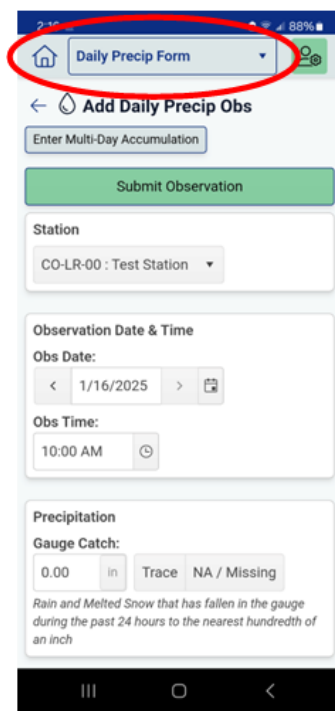 88%
Daily Precip Form
Add Daily Precip Obs
Enter Multi-Day Accumulation
Submit Observation
Station
CO-LR-00 : Test Station
Observation Date & Time
Obs Date:
1/16/2025
Obs Time:
10:00 AM
Precipitation
Gauge Catch:
0.00 in Trace NA / Missing
Rain and Melted Snow that has fallen in the gauge
during the past 24 hours to the nearest hundredth of
an inch